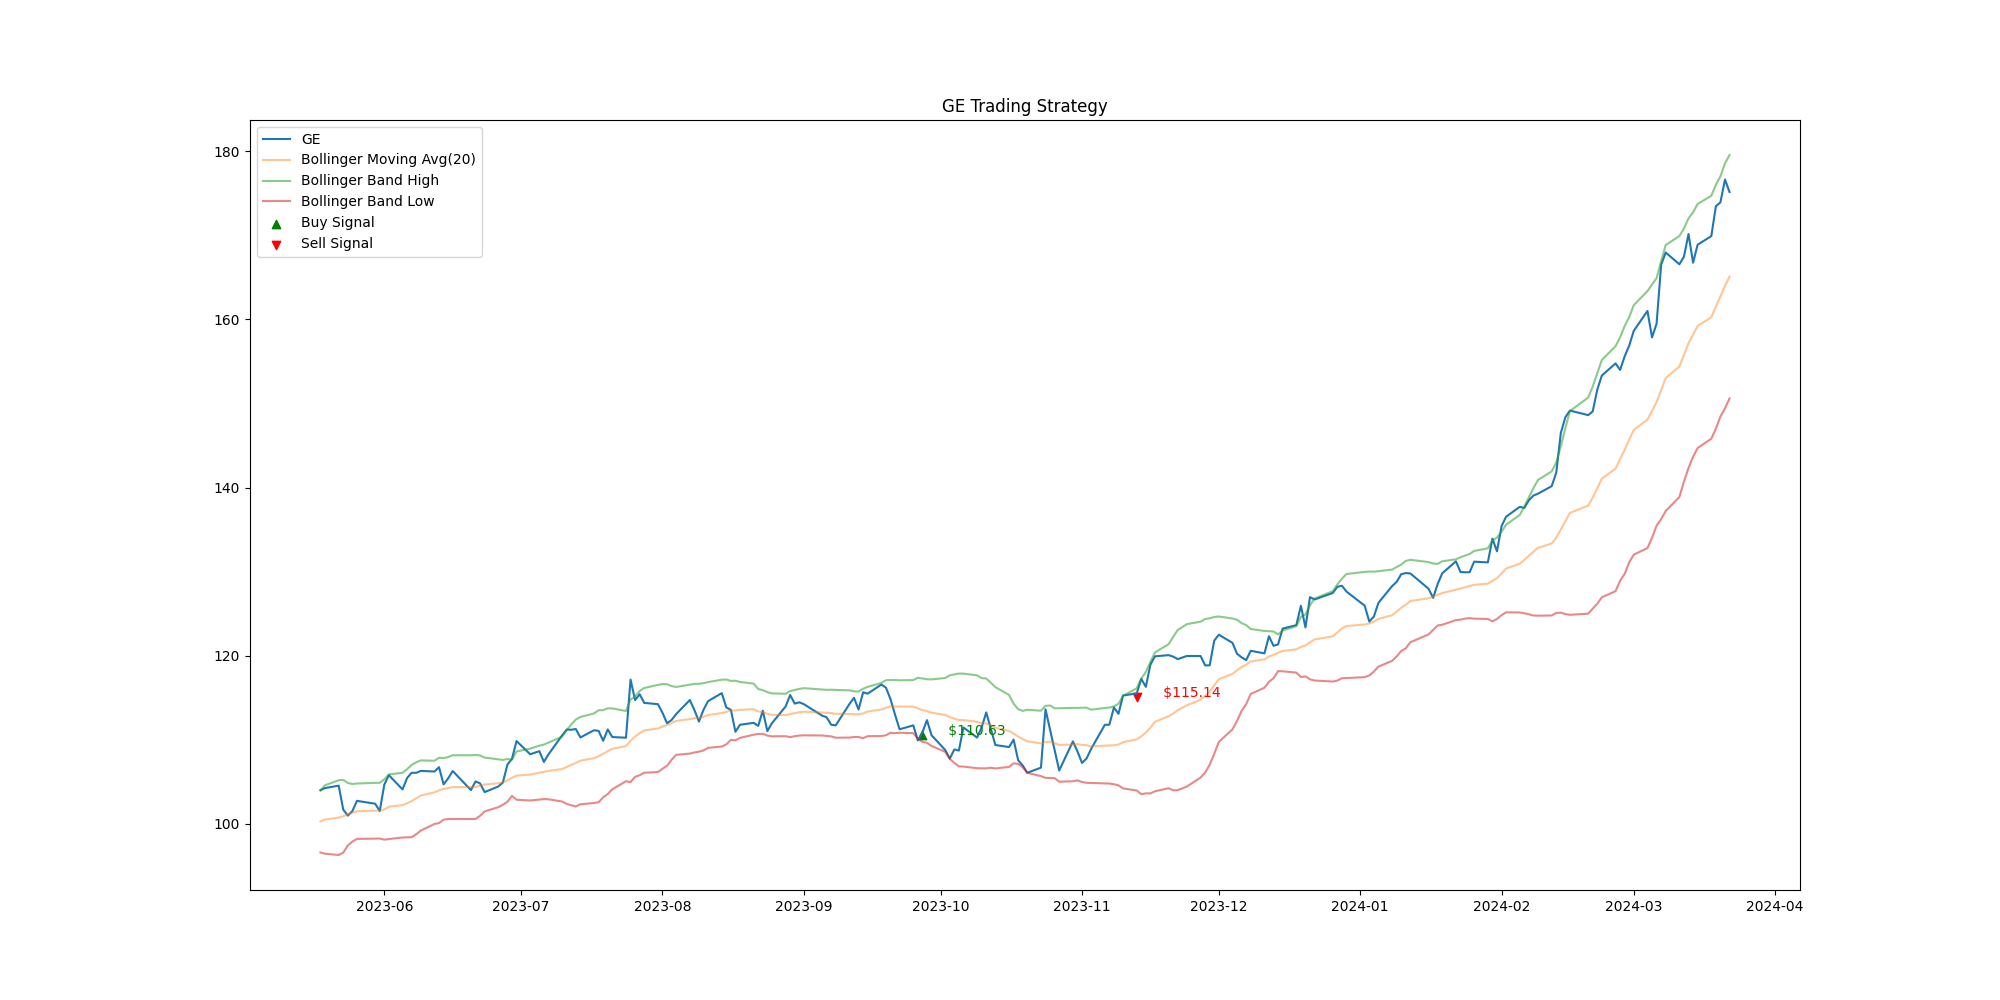 GE Trading Strategy
GE
Bollinger Moving Avg(20)
Bollinger Band High
Bollinger Band Low
Buy Signal
Sell Signal
180
160
140
120
100
$115.14
$110.63
2023-06
2023-07
2023-08
2023-09
2023-10
2023-11
2023-12
2024-01
2024-02
2024-03
2024-04